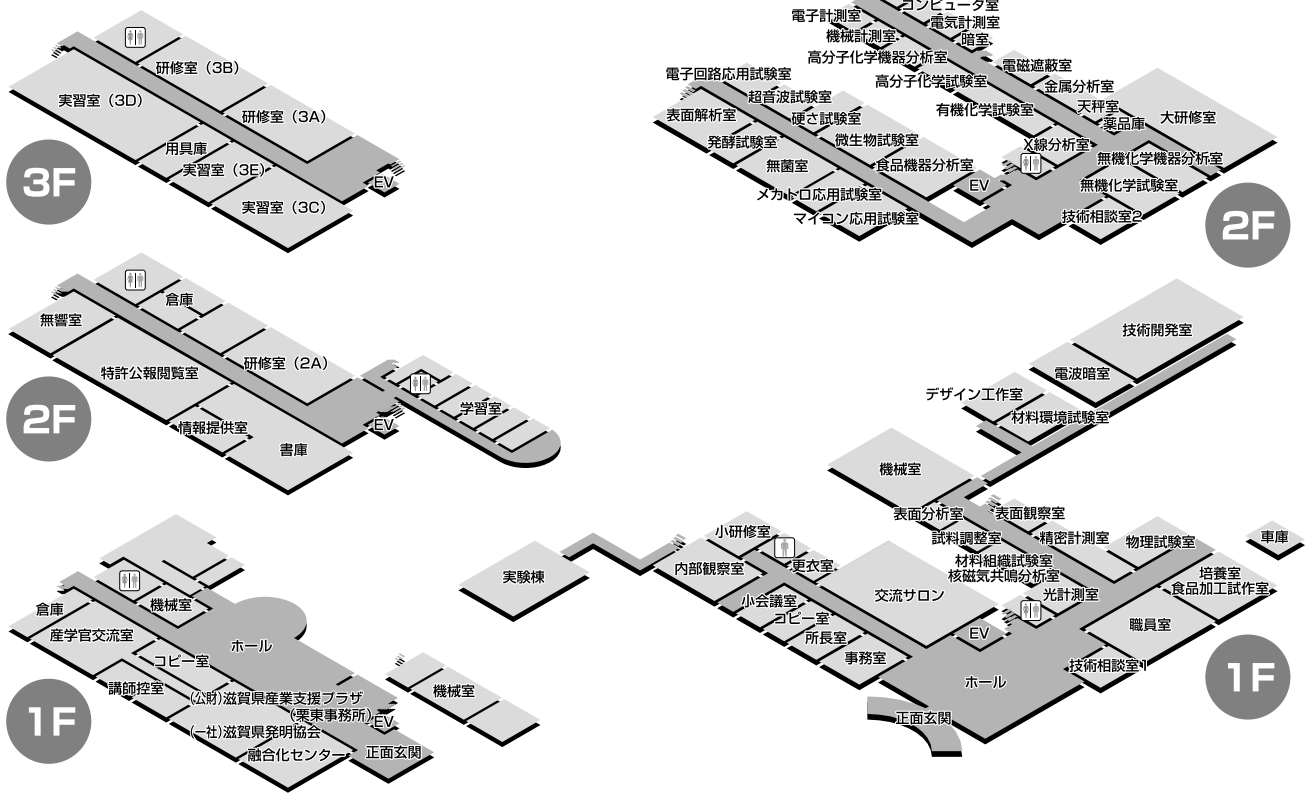 研修室（3B）
実習室（3D）
研修室（3A）
用具庫
実習室（3E）
EV
実習室（3C）
3F
コンピュータ室
電子計測室
電気計測室
機械計測室
暗室
高分子化学機器分析室
電磁遮蔽室
電子回路応用試験室
高分子化学試験室
金属分析室
超音波試験室
有機化学試験室
天秤室
表面解析室
硬さ試験室
薬品庫
大研修室
発酵試験室
微生物試験室
X線分析室
無菌室
食品機器分析室
無機化学機器分析室
EV
無機化学試験室
メカトロ応用試験室
マイコン応用試験室
技術相談室2
2F
倉庫
無響室
研修室（2A）
特許公報閲覧室
学習室
EV
情報提供室
書庫
2F
機械室
倉庫
産学官交流室
ホール
コピー室
講師控室
機械室
(公財)滋賀県産業支援プラザ
(栗東事務所)
EV
(一社)滋賀県発明協会
融合化センター
正面玄関
1F
技術開発室
電波暗室
デザイン工作室
材料環境試験室
機械室
表面分析室
表面観察室
小研修室
試料調整室
精密計測室
物理試験室
車庫
実験棟
内部観察室
更衣室
材料組織試験室
核磁気共鳴分析室
培養室
食品加工試作室
小会議室
交流サロン
光計測室
コピー室
職員室
所長室
EV
事務室
技術相談室1
ホール
正面玄関
1F